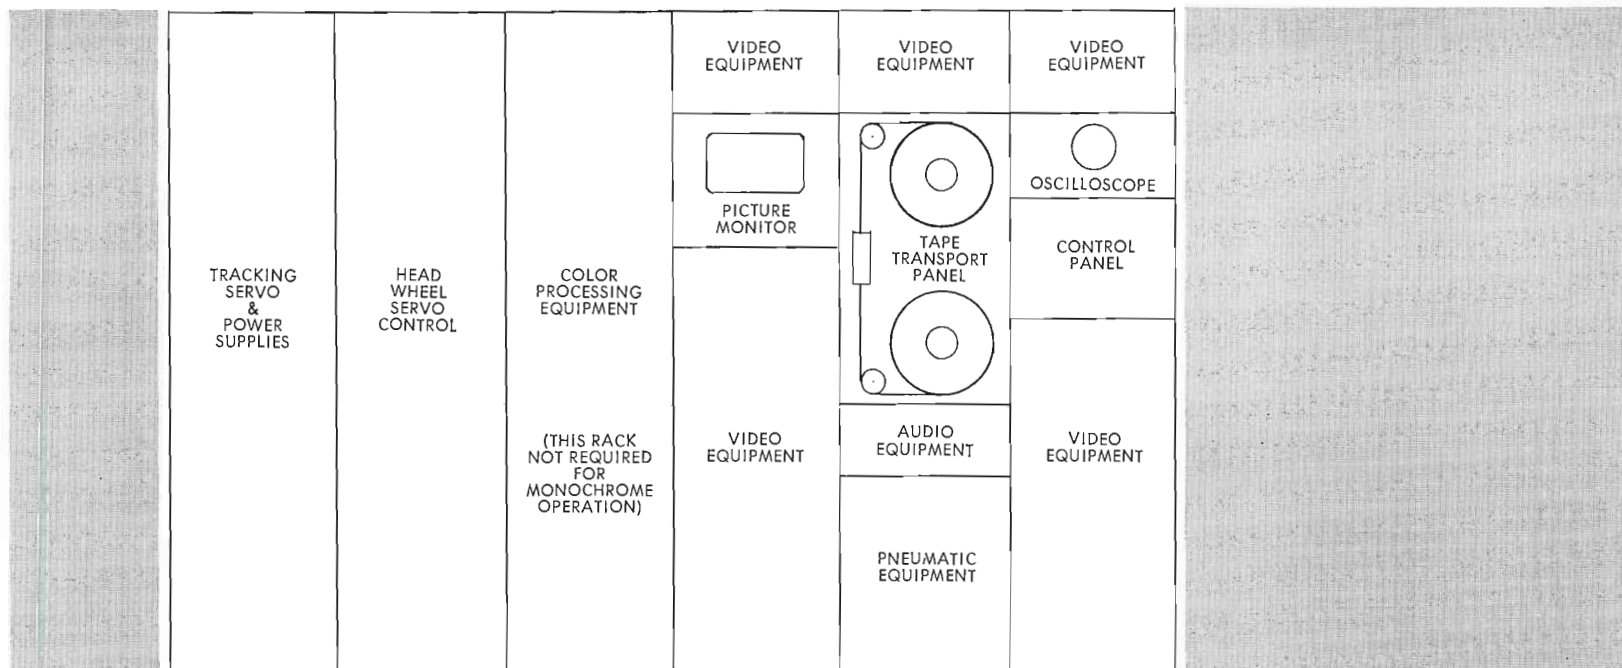 TRACKING
SERVO
&
POWER
SUPPLIES
HEAD
WHEEL
SERVO
CONTROL
COLOR
PROCESSING
EQUIPMENT
(THIS RACK
NOT REQUIRED
FOR
MONOCHROME
OPERATION)
VIDEO
EQUIPMENT
PICTURE
MONITOR
VIDEO
EQUIPMENT
VIDEO
EQUIPMENT
TAPE
TRANSPORT
PANEL
AUDIO
EQUIPMENT
PNEUMATIC
EQUIPMENT
VIDEO
EQUIPMENT
OSCILLOSCOPE
CONTROL
PANEL
VIDEO
EQUIPMENT